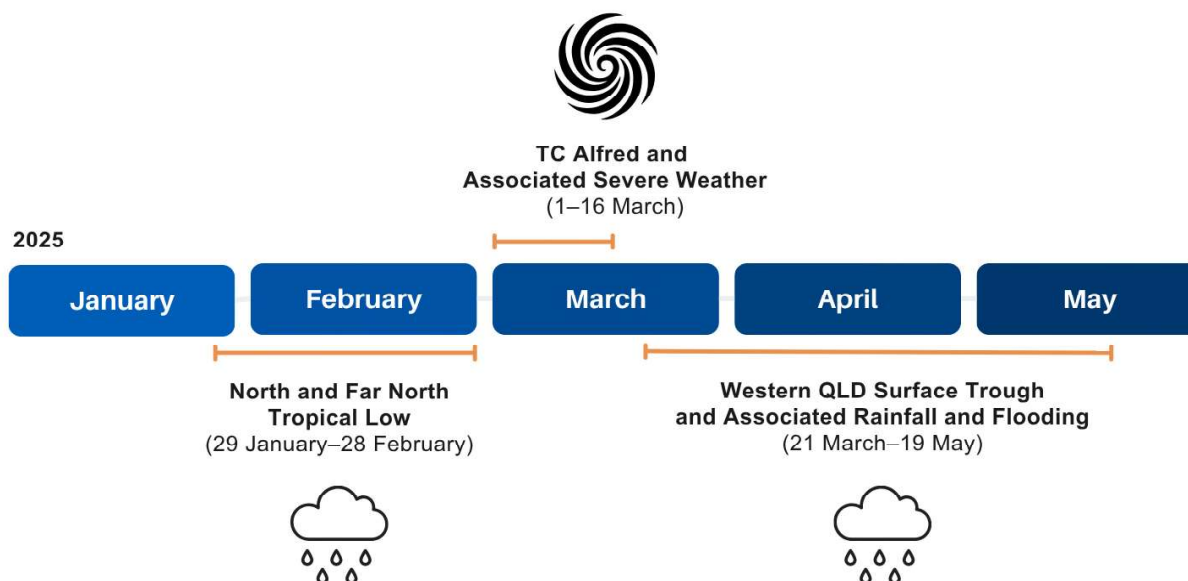 TC Alfred and
Associated Severe Weather
(1–16 March)
2025
January
February
March
April
May
North and Far North
Tropical Low
(29 January–28 February)
Western QLD Surface Trough
and Associated Rainfall and Flooding
(21 March–19 May)